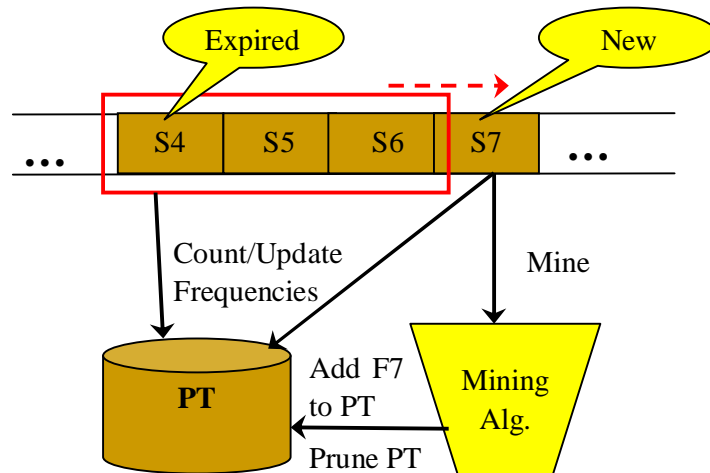 Expired
New
... S4 S5 S6 S7 ...
Count/Update
Frequencies
Mine
PT
Add F7
to PT
Prune PT
Mining
Alg.